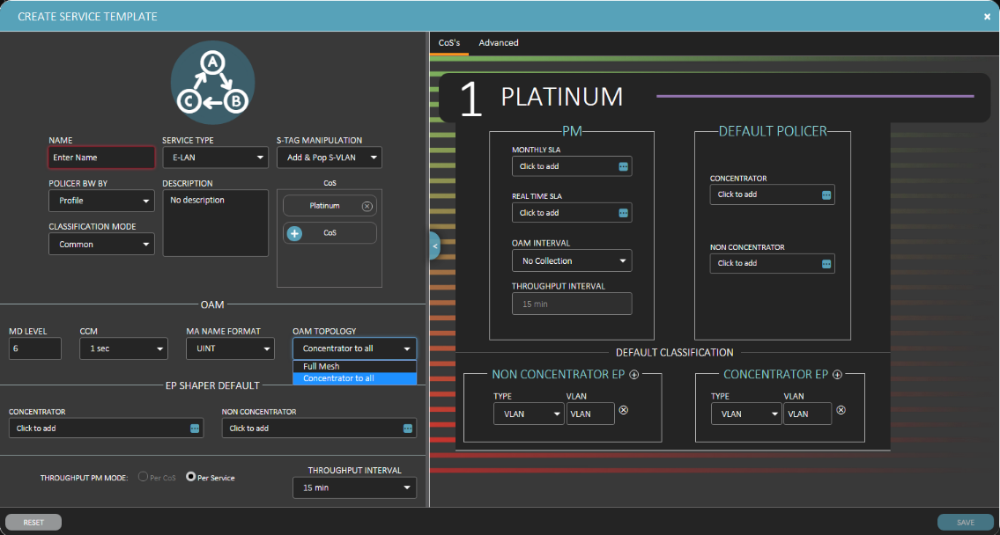 CREATE SERVICE TEMPLATE
×
A
C
B
NAME
SERVICE TYPE
S-TAG MANIPULATION
Enter Name
E-LAN
Add & Pop S-VLAN
POLICER BW BY
DESCRIPTION
CoS
Profile
No description
Platinum
CLASSIFICATION MODE
CoS
Common
OAM
MD LEVEL
CCM
MA NAME FORMAT
OAM TOPOLOGY
6
1 sec
UINT
Concentrator to all
Full Mesh
Concentrator to all
EP SHAPER DEFAULT
CONCENTRATOR
NON CONCENTRATOR
Click to add
Click to add
THROUGHPUT PM MODE:
Per CoS
Per Service
THROUGHPUT INTERVAL
15 min
RESET
CoS's
Advanced
1 PLATINUM
<
PM
MONTHLY SLA
Click to add
REAL TIME SLA
Click to add
OAM INTERVAL
No Collection
THROUGHPUT INTERVAL
15 min
DEFAULT POLICER
CONCENTRATOR
Click to add
NON CONCENTRATOR
Click to add
DEFAULT CLASSIFICATION
NON CONCENTRATOR EP
TYPE
VLAN
VLAN
VLAN
CONCENTRATOR EP
TYPE
VLAN
VLAN
VLAN
SAVE